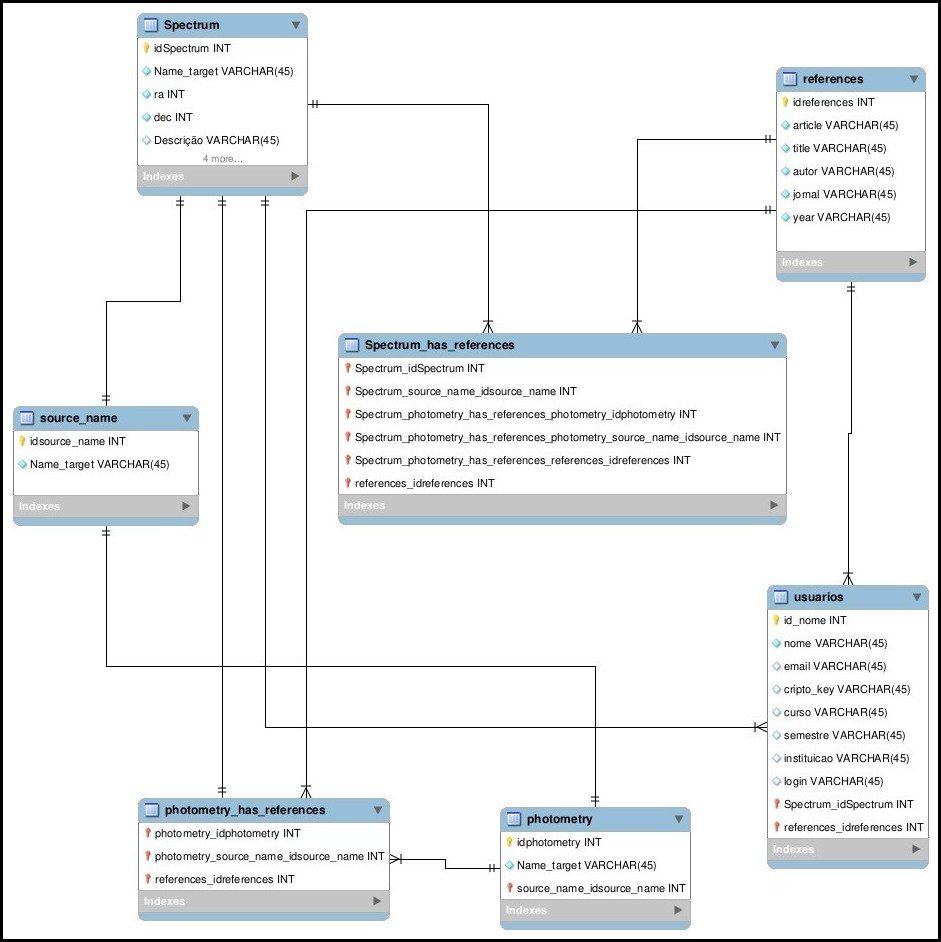 Spectrum
idSpectrum INT
Name_target VARCHAR(45)
ra INT
dec INT
Descrição VARCHAR(45)
4 more...
Indexes
references
idreferences INT
article VARCHAR(45)
title VARCHAR(45)
autor VARCHAR(45)
jornal VARCHAR(45)
year VARCHAR(45)
Indexes
Spectrum_has_references
Spectrum_idSpectrum INT
Spectrum_source_name_idsource_name INT
Spectrum_photometry_has_references_photometry_idphotometry INT
Spectrum_photometry_has_references_photometry_source_name_idsource_name INT
Spectrum_photometry_has_references_references_idreferences INT
references_idreferences INT
Indexes
source_name
idsource_name INT
Name_target VARCHAR(45)
Indexes
usuarios
id_nome INT
nome VARCHAR(45)
email VARCHAR(45)
cripto_key VARCHAR(45)
curso VARCHAR(45)
semestre VARCHAR(45)
instituicao VARCHAR(45)
login VARCHAR(45)
Spectrum_idSpectrum INT
references_idreferences INT
Indexes
photometry_has_references
photometry_idphotometry INT
photometry_source_name_idsource_name INT
references_idreferences INT
Indexes
photometry
idphotometry INT
Name_target VARCHAR(45)
source_name_idsource_name INT
Indexes